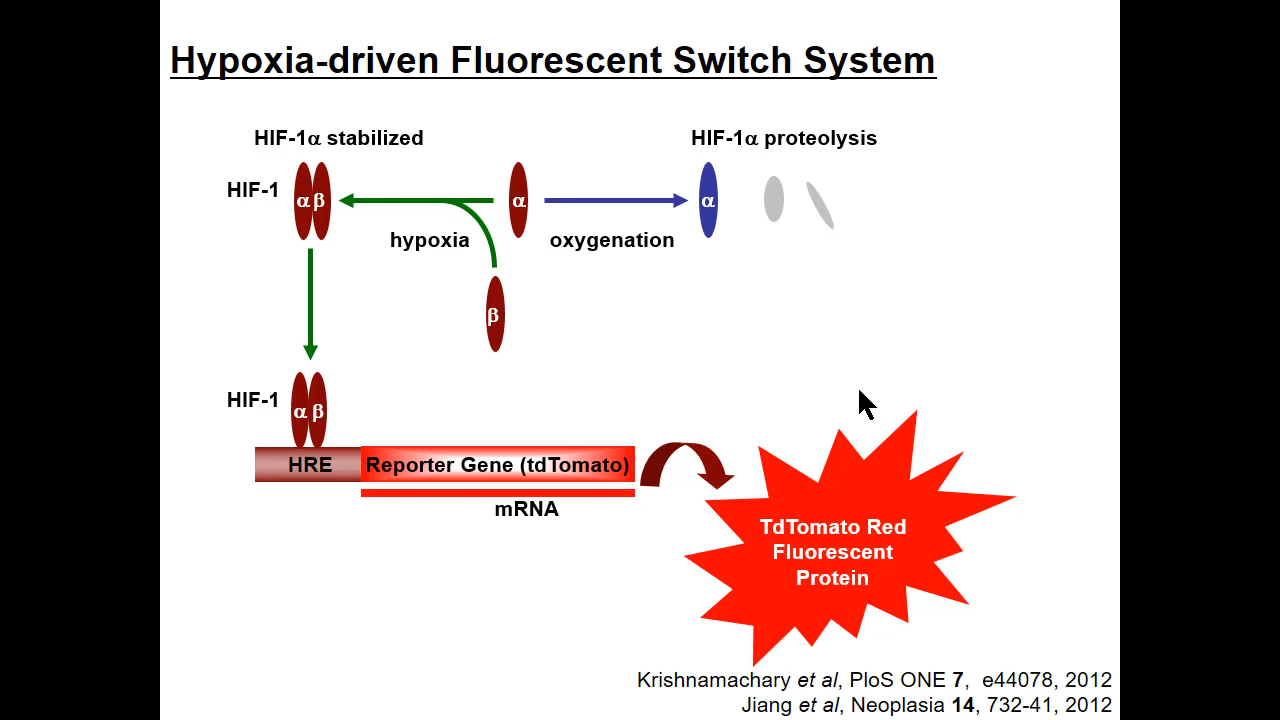 Hypoxia-driven Fluorescent Switch System
HIF-1α stabilized
HIF-1α proteolysis
HIF-1
α β
α
α
hypoxia
oxygenation
β
HIF-1
α β
HRE
Reporter Gene (tdTomato)
mRNA
TdTomato Red
Fluorescent
Protein
Krishnamachary et al, PloS ONE 7, e44078, 2012
Jiang et al, Neoplasia 14, 732-41, 2012